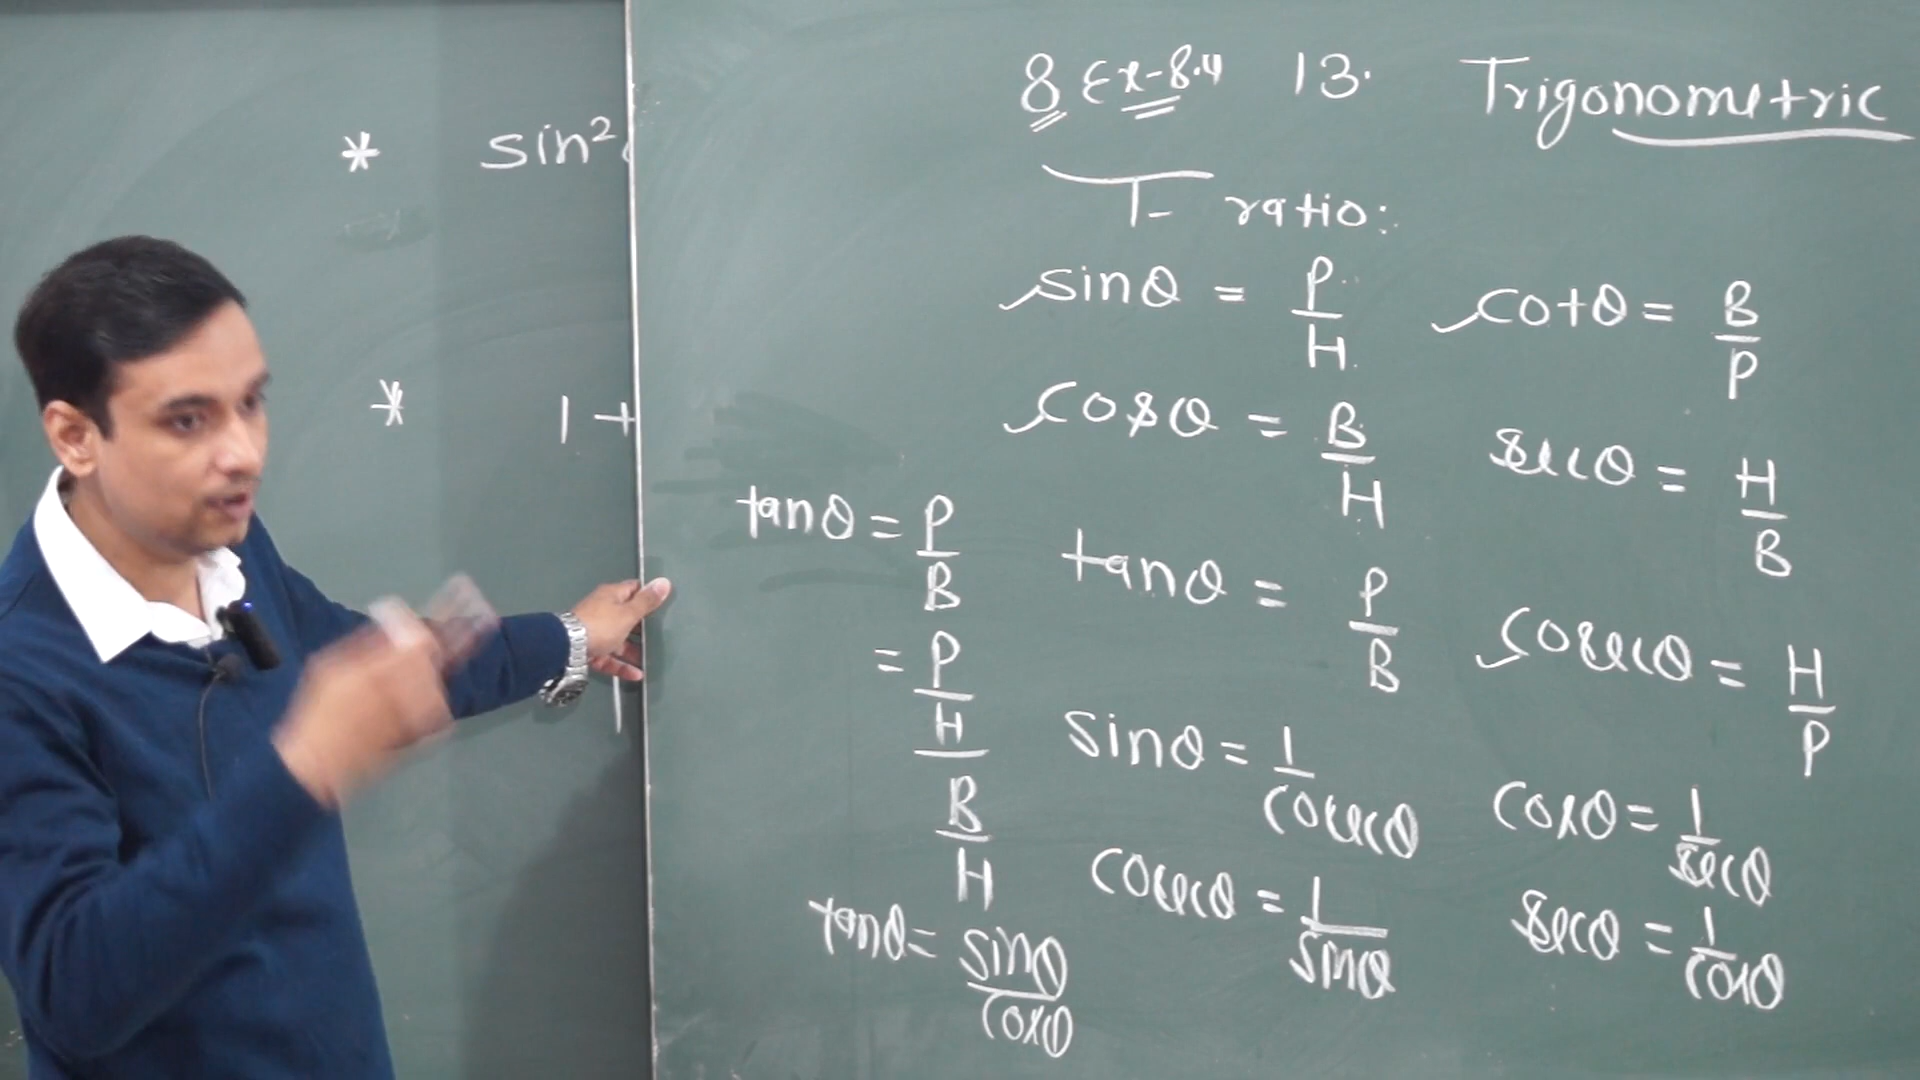 * sin²
* 1 +
8 Ex-8.4 13. Trigonometric
T- ratio:
sinθ = P/H
cosθ = B/H
tanθ = P/B
cotθ = B/P
secθ = H/B
cosecθ = H/P
tanθ = P/B
= P/H / B/H
tanθ = sinθ/cosθ
sinθ = 1/cosecθ
cosecθ = 1/sinθ
cosθ = 1/secθ
secθ = 1/cosθ